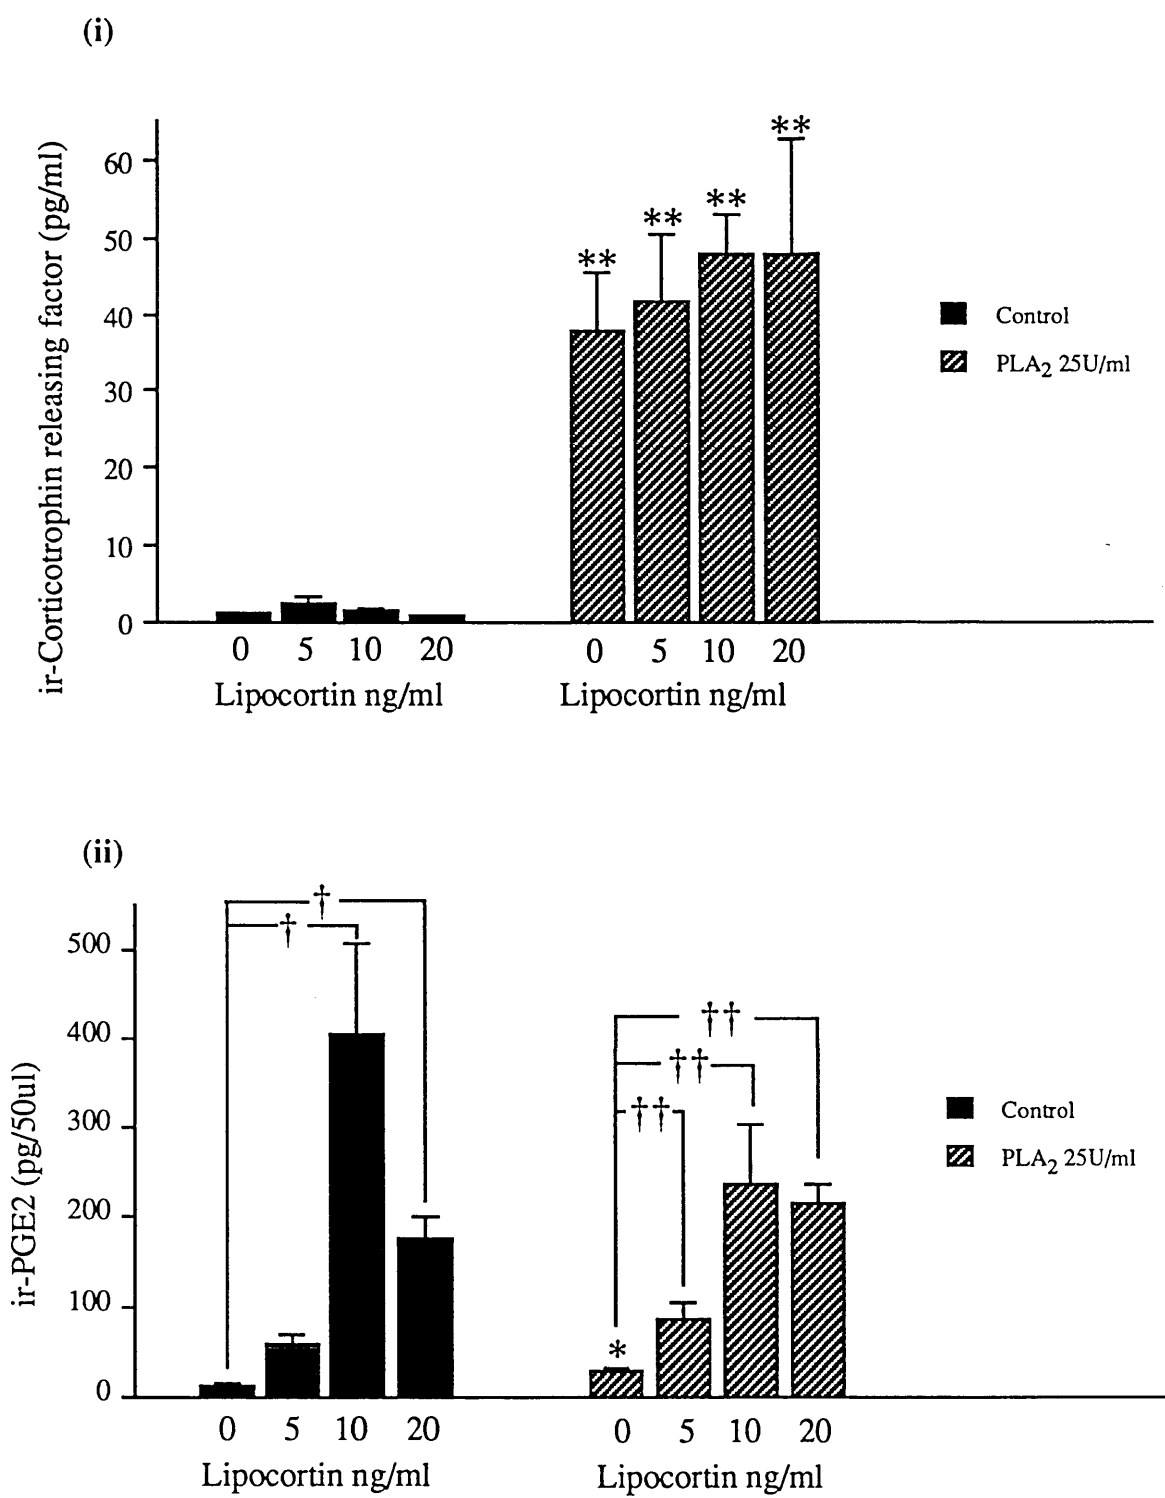 (i)
ir-Corticotrophin releasing factor (pg/ml)
60
50
40
30
20
10
0
**
**
**
**
Control
PLA2 25U/ml
0 5 10 20
0 5 10 20
Lipocortin ng/ml
Lipocortin ng/ml
(ii)
ir-PGE2 (pg/50ul)
500
400
300
200
100
0
†
†
††
††
††
*
Control
PLA2 25U/ml
0 5 10 20
0 5 10 20
Lipocortin ng/ml
Lipocortin ng/ml